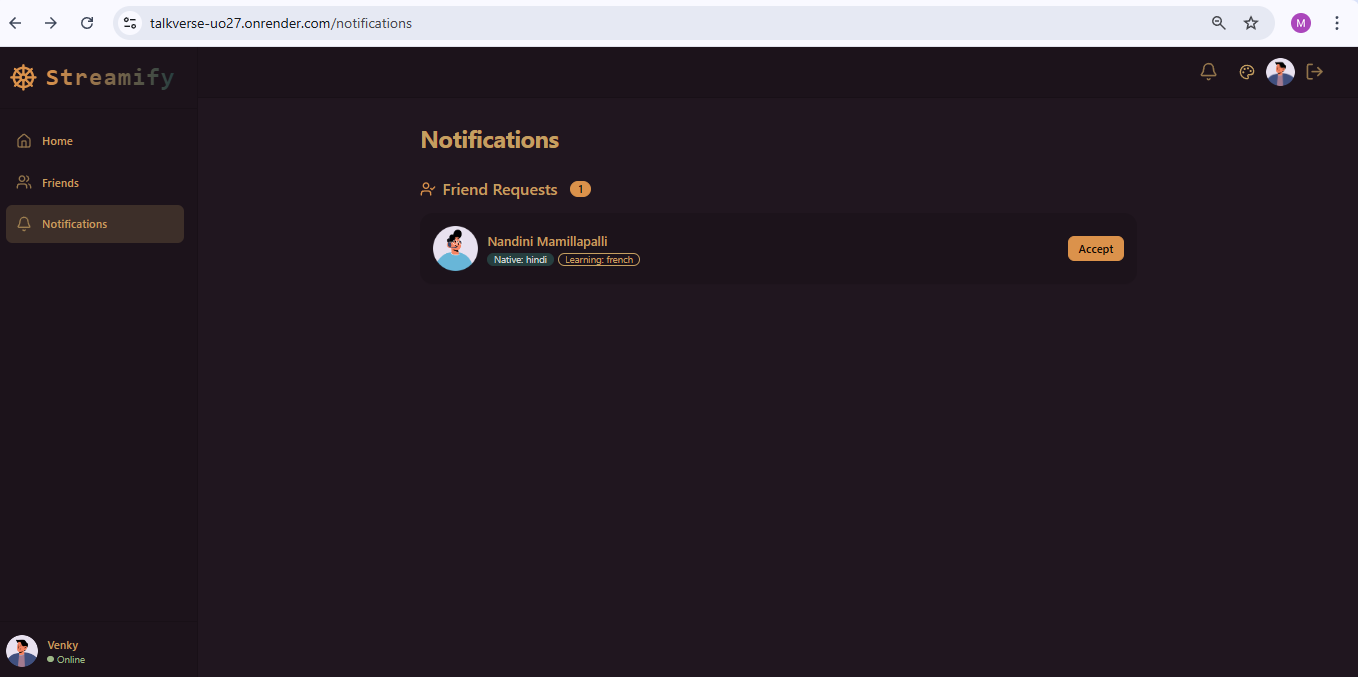 talkverse-uo27.onrender.com/notifications
M
Streamify
Home
Friends
Notifications
Notifications
Friend Requests 1
Nandini Mamillapalli
Native: hindi Learning: french
Accept
Venky
Online